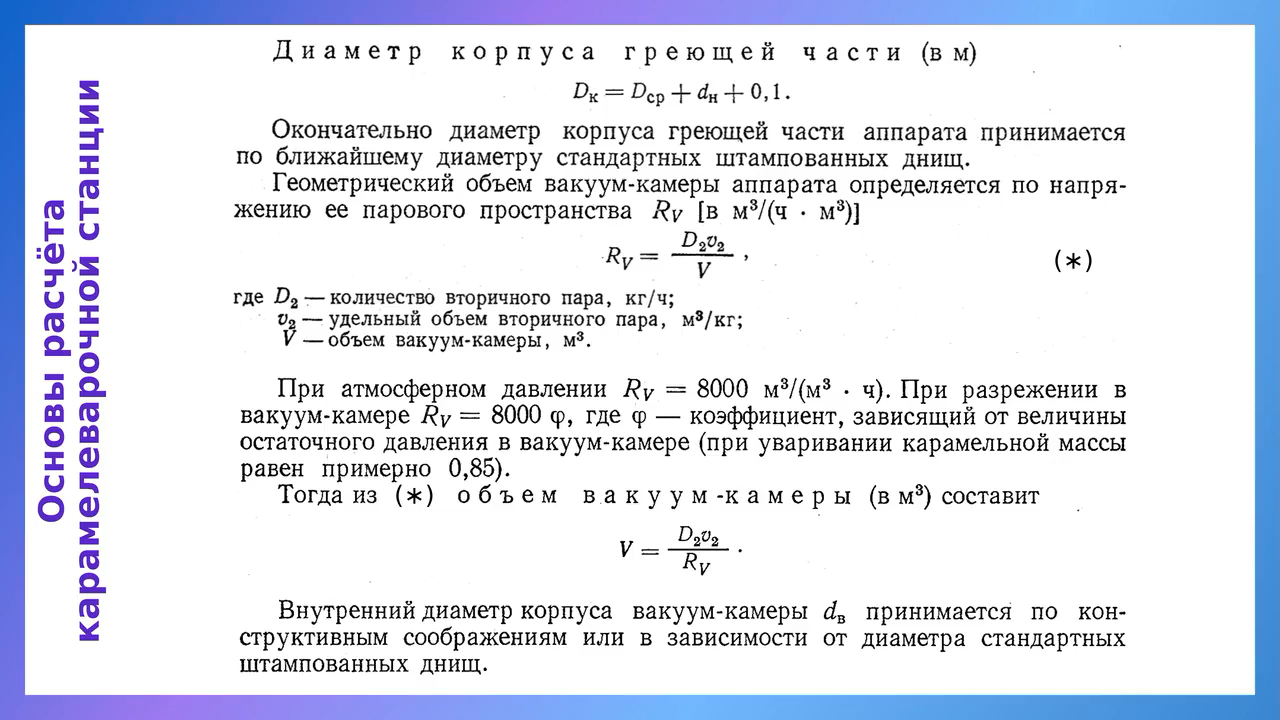 Основы расчёта
карамелеварочной станции
Диаметр корпуса греющей части (в м)
Dк = Dср + dн + 0,1.
Окончательно диаметр корпуса греющей части аппарата принимается
по ближайшему диаметру стандартных штампованных днищ.
Геометрический объем вакуум-камеры аппарата определяется по напря-
жению ее парового пространства RV [в м³/(ч · м³)]
RV = D₂v₂ / V , (∗)
где D₂ — количество вторичного пара, кг/ч;
v₂ — удельный объем вторичного пара, м³/кг;
V — объем вакуум-камеры, м³.
При атмосферном давлении RV = 8000 м³/(м³ · ч). При разрежении в
вакуум-камере RV = 8000 φ, где φ — коэффициент, зависящий от величины
остаточного давления в вакуум-камере (при уваривании карамельной массы
равен примерно 0,85).
Тогда из (∗) объем вакуум-камеры (в м³) составит
V = D₂v₂ / RV .
Внутренний диаметр корпуса вакуум-камеры dв принимается по кон-
структивным соображениям или в зависимости от диаметра стандартных
штампованных днищ.